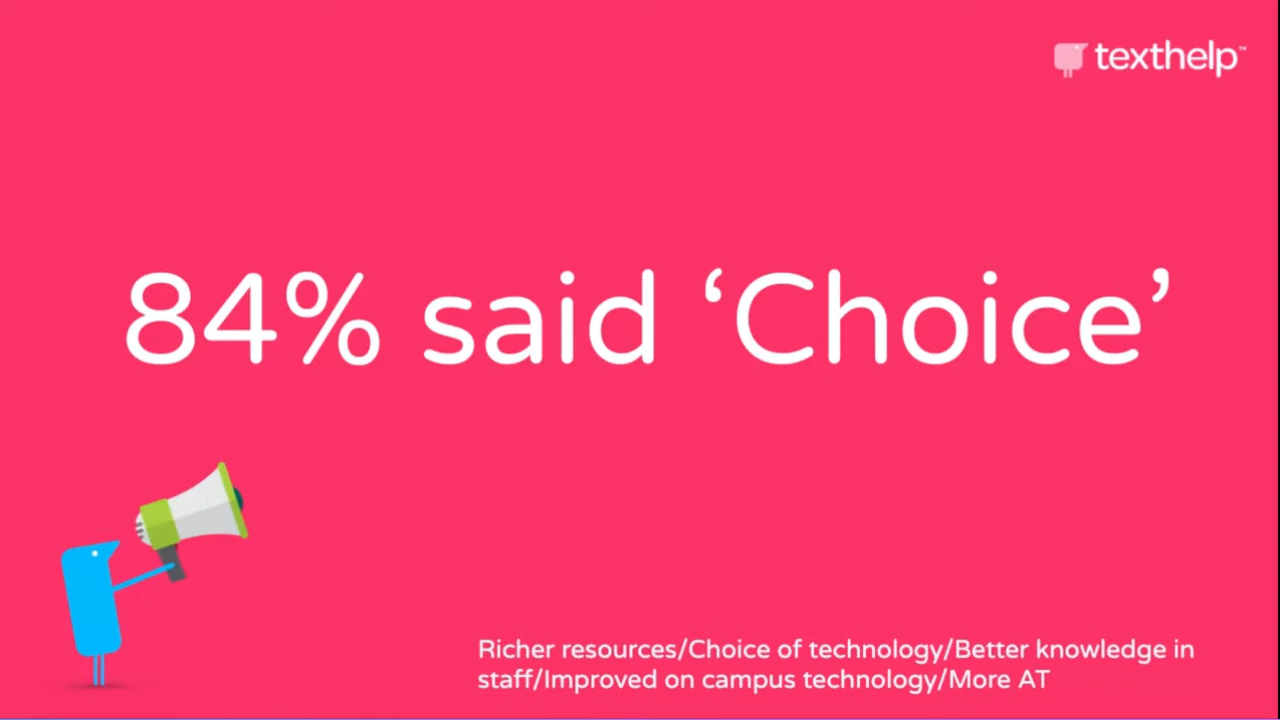 texthelp™
84% said ‘Choice’
Richer resources/Choice of technology/Better knowledge in
staff/Improved on campus technology/More AT